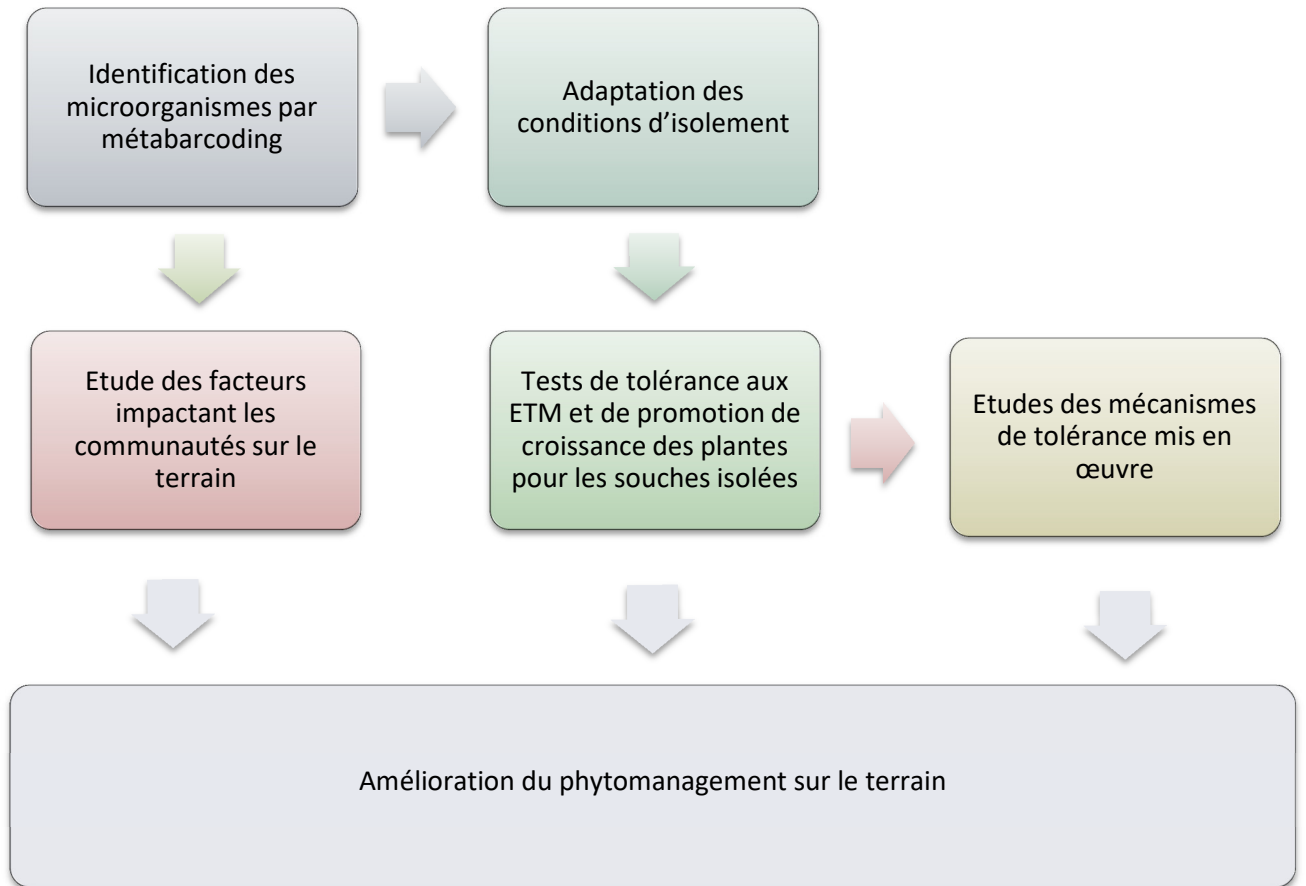 Identification des
microorganismes par
métabarcoding
Adaptation des
conditions d’isolement
Etude des facteurs
impactant les
communautés sur le
terrain
Tests de tolérance aux
ETM et de promotion de
croissance des plantes
pour les souches isolées
Etudes des mécanismes
de tolérance mis en
œuvre
Amélioration du phytomanagement sur le terrain